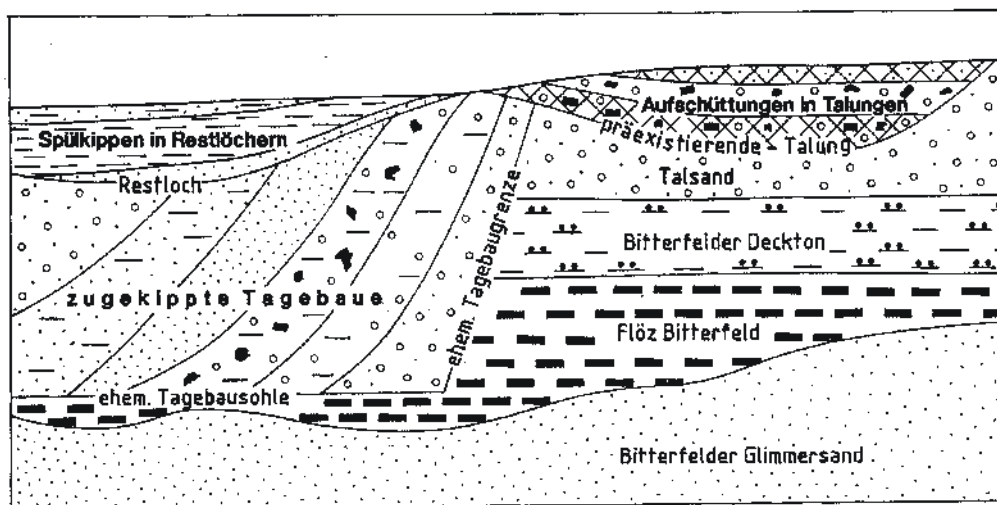 Aufschüttungen in Talungen
Spülkippen in Restlöchern
präexistierende Talung
Restloch
Talsand
Bitterfelder Deckton
zugekippte Tagebaue
ehem. Tagebaugrenze
Flöz Bitterfeld
ehem. Tagebausohle
Bitterfelder Glimmersand